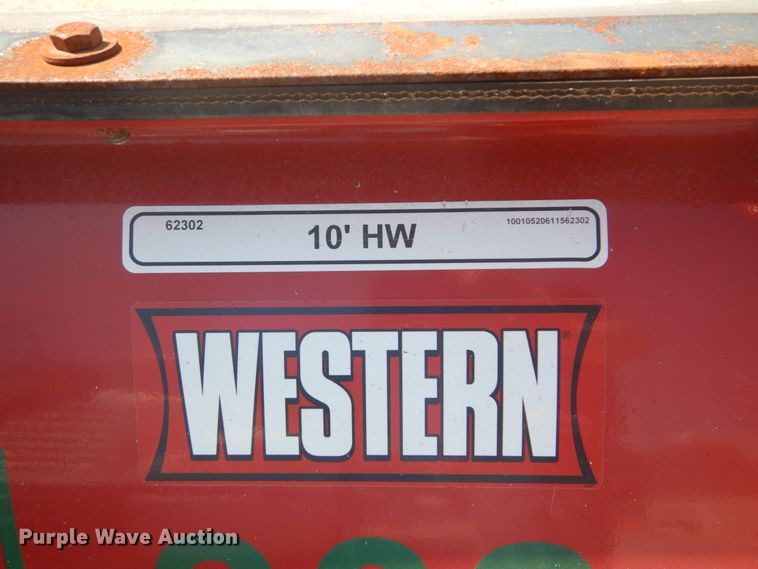 62302
10' HW
10010520611562302
WESTERN®
Purple Wave Auction